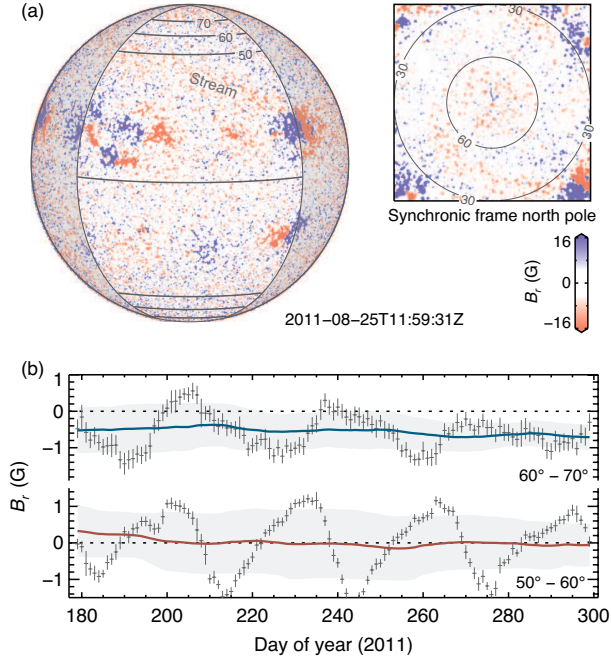 (a)
70
60
50
Stream
30
30
60
30
30
Synchronic frame north pole
16
0
−16
B_r (G)
2011-08-25T11:59:31Z
(b)
1
0
−1
60° − 70°
B_r (G)
1
0
−1
50° − 60°
180 200 220 240 260 280 300
Day of year (2011)